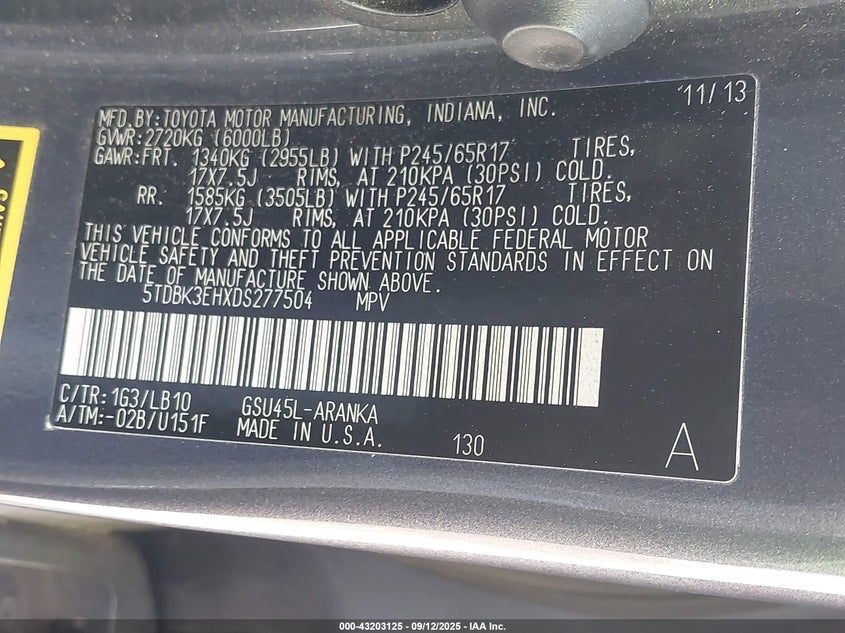 MFD.BY:TOYOTA MOTOR MANUFACTURING, INDIANA, INC. 11/13
GVWR:2720KG (6000LB)
GAWR:FRT. 1340KG (2955LB) WITH P245/65R17 TIRES,
17X7.5J RIMS, AT 210KPA (30PSI) COLD.
RR. 1585KG (3505LB) WITH P245/65R17 TIRES,
17X7.5J RIMS, AT 210KPA (30PSI) COLD.
THIS VEHICLE CONFORMS TO ALL APPLICABLE FEDERAL MOTOR
VEHICLE SAFETY AND THEFT PREVENTION STANDARDS IN EFFECT ON
THE DATE OF MANUFACTURE SHOWN ABOVE.
5TDBK3EHXDS277504 MPV
C/TR:1G3/LB10 GSU45L-ARANKA
A/TM:-02B/U151F MADE IN U.S.A. 130 A
000-43203125 - 09/12/2025 - IAA Inc.